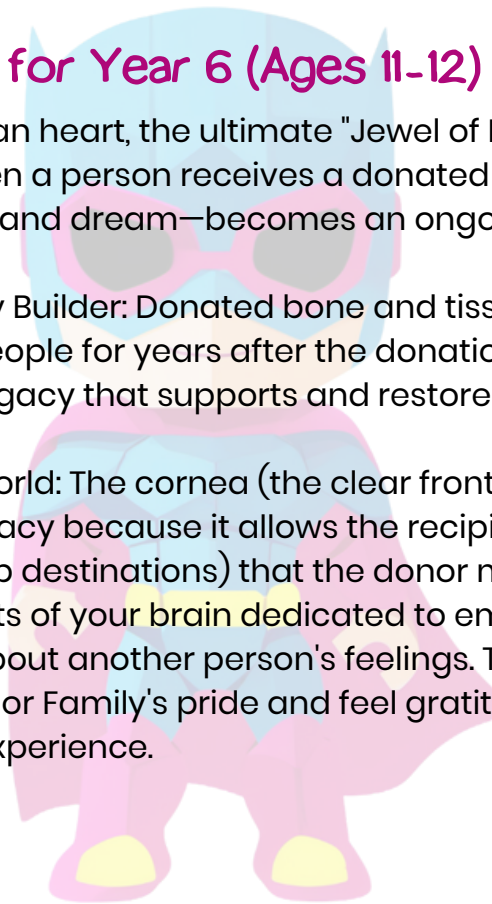 for Year 6 (Ages 11-12)
an heart, the ultimate "Jewel of
n a person receives a donated
and dream—becomes an ongo
Builder: Donated bone and tiss
eople for years after the donatio
gacy that supports and restore
orld: The cornea (the clear front
acy because it allows the recipi
destinations) that the donor
ts of your brain dedicated to en
bout another person's feelings. T
or Family's pride and feel gratit
xperience.